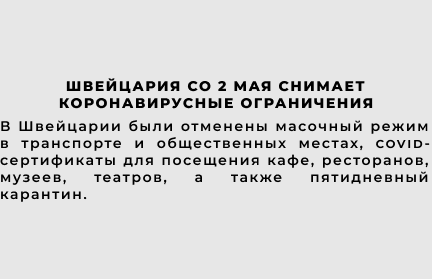 ШВЕЙЦАРИЯ СО 2 МАЯ СНИМАЕТ
КОРОНАВИРУСНЫЕ ОГРАНИЧЕНИЯ
В Швейцарии были отменены масочный режим
в транспорте и общественных местах, COVID-
сертификаты для посещения кафе, ресторанов,
музеев, театров, а также пятидневный
карантин.